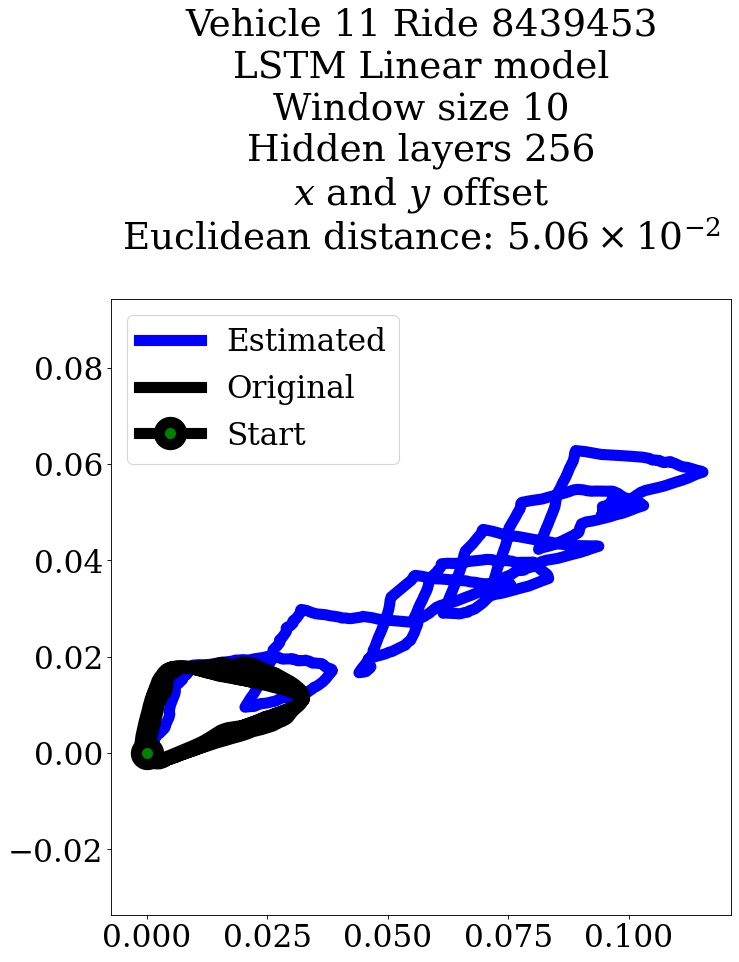 Vehicle 11 Ride 8439453
LSTM Linear model
Window size 10
Hidden layers 256
x and y offset
Euclidean distance: 5.06 × 10⁻²
Estimated
Original
Start
0.08
0.06
0.04
0.02
0.00
−0.02
0.000 0.025 0.050 0.075 0.100